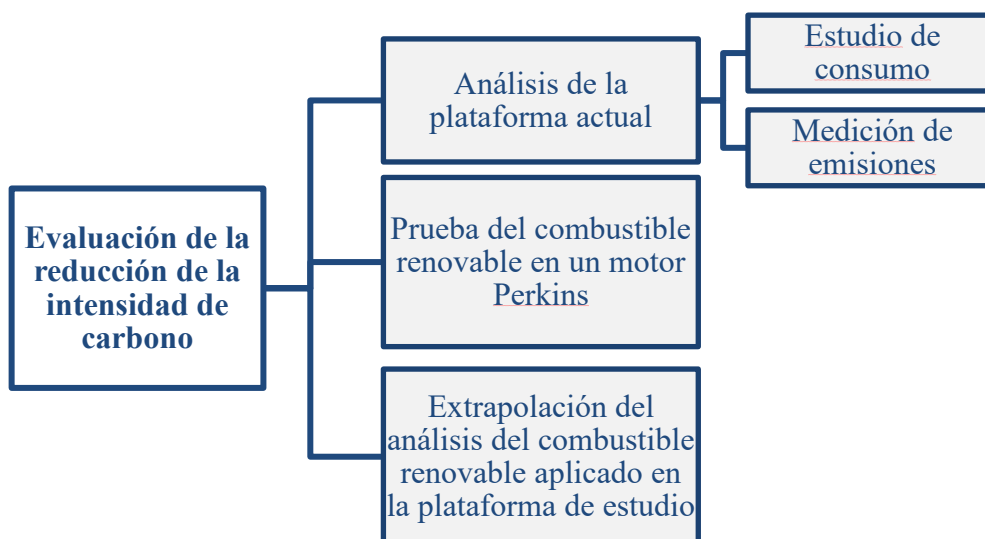 Evaluación de la
reducción de la
intensidad de
carbono
Análisis de la
plataforma actual
Estudio de
consumo
Medición de
emisiones
Prueba del combustible
renovable en un motor
Perkins
Extrapolación del
análisis del combustible
renovable aplicado en
la plataforma de estudio